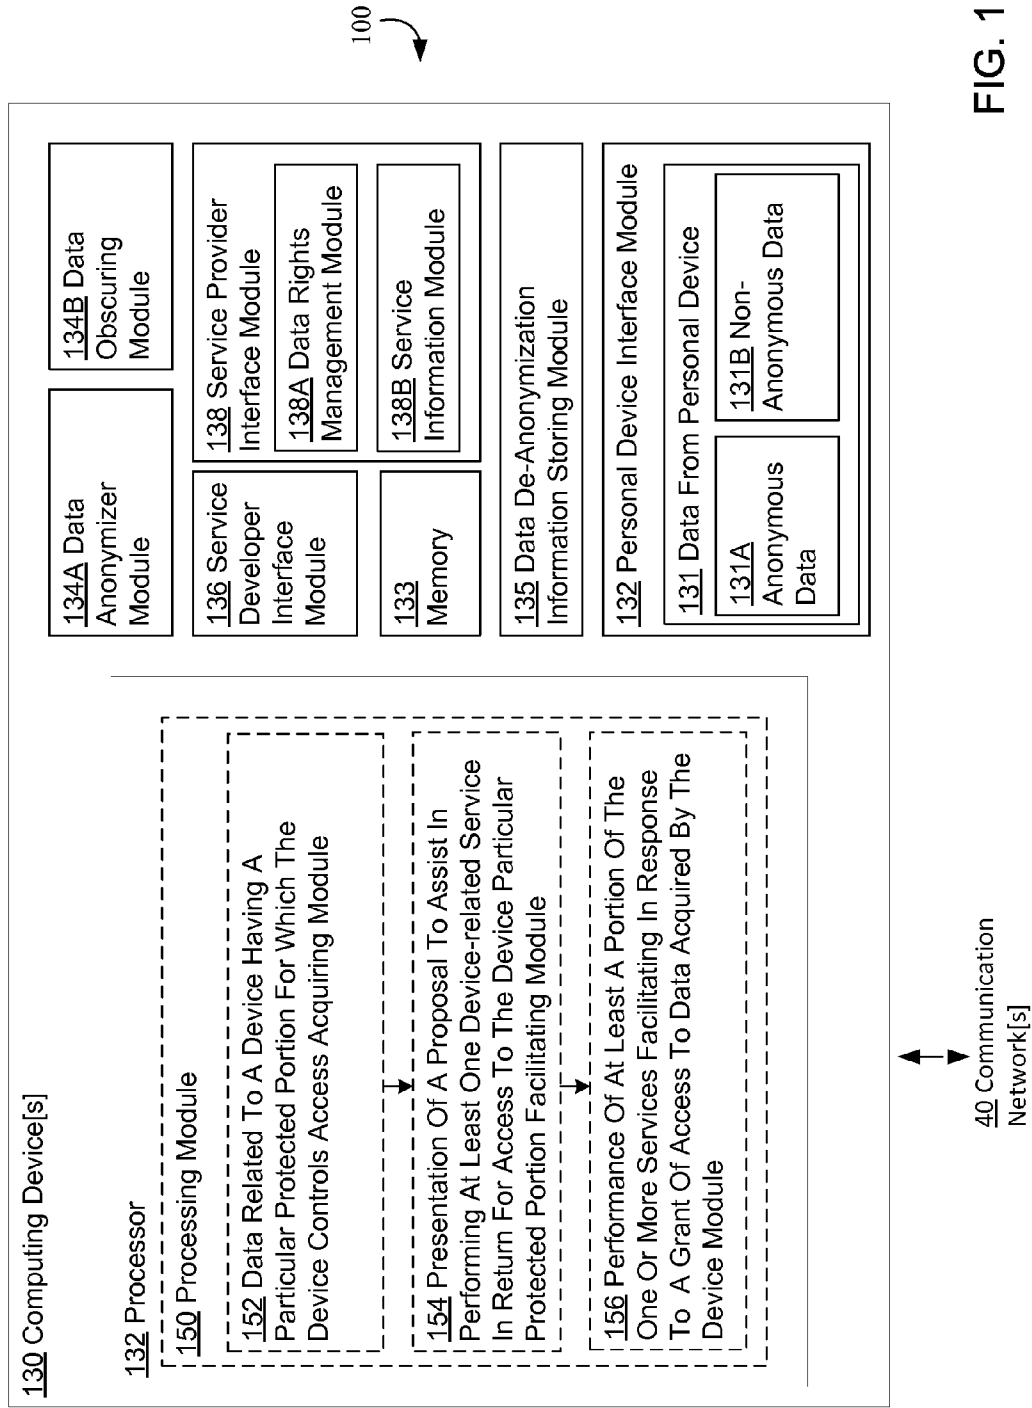 130 Computing Device[s]
132 Processor
150 Processing Module
152 Data Related To A Device Having A
Particular Protected Portion For Which The
Device Controls Access Acquiring Module
154 Presentation Of A Proposal To Assist In
Performing At Least One Device-related Service
In Return For Access To The Device Particular
Protected Portion Facilitating Module
156 Performance Of At Least A Portion Of The
One Or More Services Facilitating In Response
To A Grant Of Access To Data Acquired By The
Device Module
134A Data
Anonymizer
Module
134B Data
Obscuring
Module
136 Service
Developer
Interface
Module
138 Service Provider
Interface Module
138A Data Rights
Management Module
138B Service
Information Module
133
Memory
135 Data De-Anonymization
Information Storing Module
132 Personal Device Interface Module
131 Data From Personal Device
131A
Anonymous
Data
131B Non-
Anonymous Data
40 Communication
Network[s]
100
FIG. 1